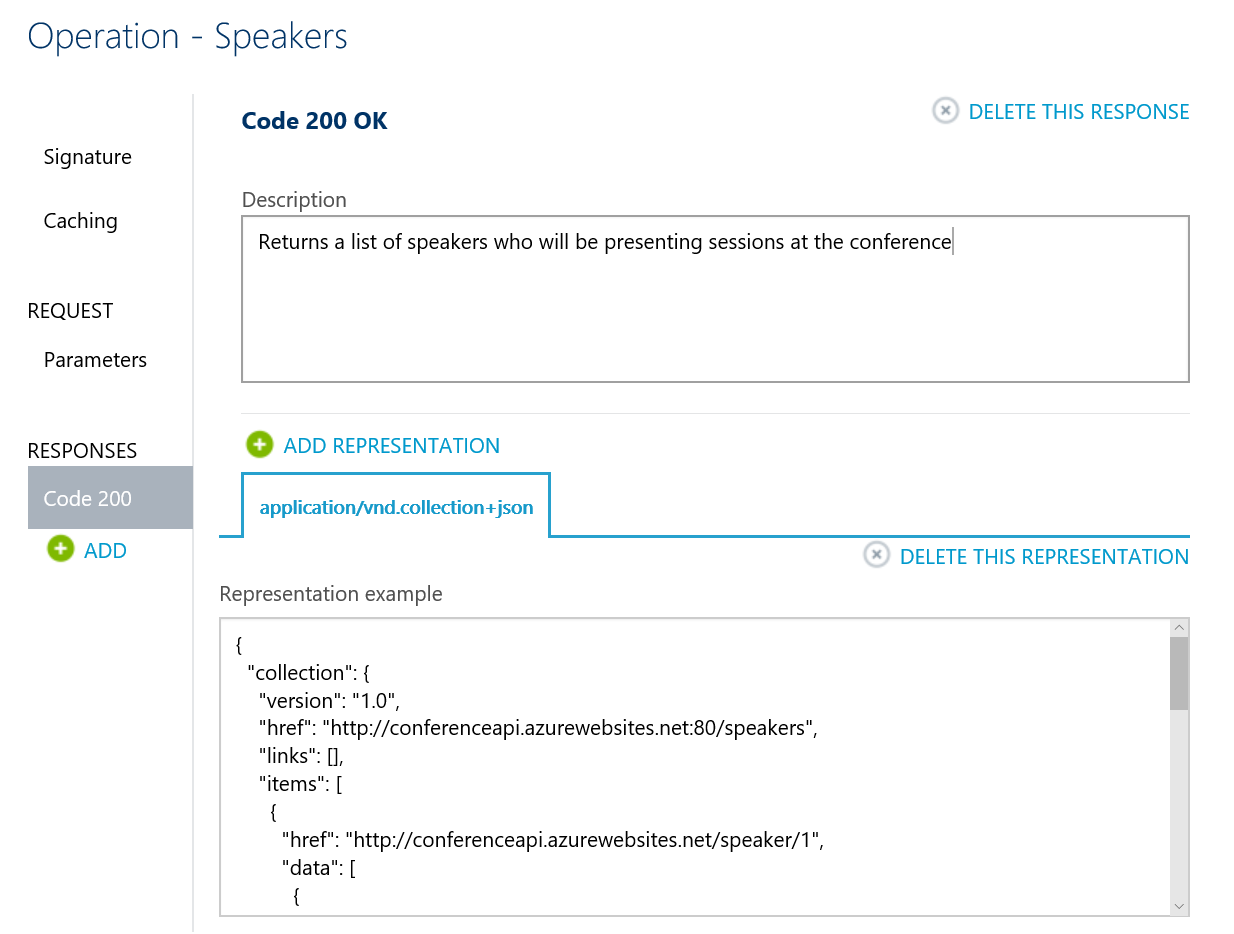 Operation - Speakers
Signature
Caching
REQUEST
Parameters
RESPONSES
Code 200
ADD
Code 200 OK
DELETE THIS RESPONSE
Description
Returns a list of speakers who will be presenting sessions at the conference
ADD REPRESENTATION
application/vnd.collection+json
DELETE THIS REPRESENTATION
Representation example
{
"collection": {
"version": "1.0",
"href": "http://conferenceapi.azurewebsites.net:80/speakers",
"links": [],
"items": [
{
"href": "http://conferenceapi.azurewebsites.net/speaker/1",
"data": [
{